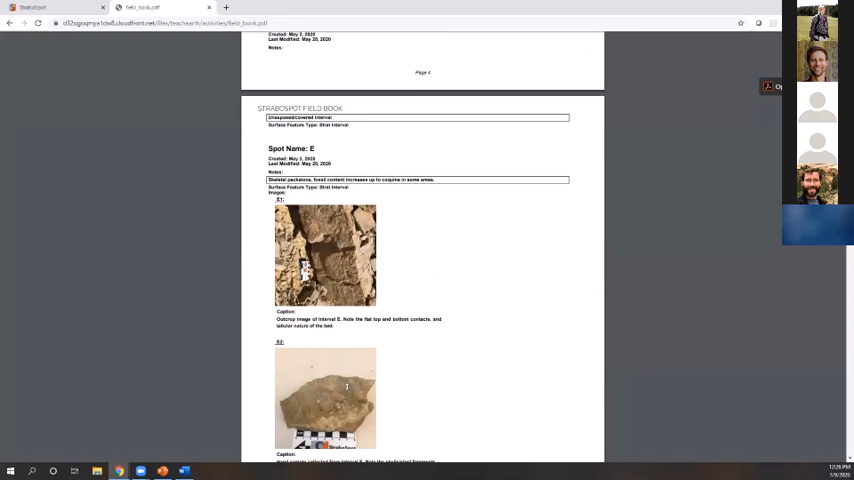 StraboSpot
field_book.pdf
d32ogoqmya1dw8.cloudfront.net/files/teachearth/activities/field_book.pdf
Created: May 2, 2020
Last Modified: May 20, 2020
Notes:
Page 4
STRABOSPOT FIELD BOOK
Unexposed/covered interval
Surface Feature Type: Strat Interval
Spot Name: E
Created: May 2, 2020
Last Modified: May 20, 2020
Notes:
Skeletal packstone, fossil content increases up to coquina in some areas.
Surface Feature Type: Strat Interval
Images:
E1:
Caption:
Outcrop image of Interval E. Note the flat top and bottom contacts, and
tabular nature of the bed.
E2:
StraboSpot
Caption:
Op
12:26 PM
7/9/2020